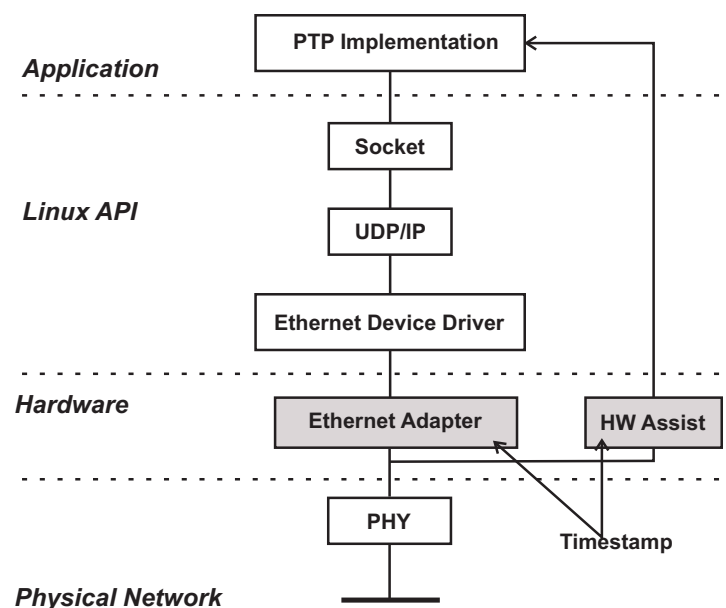 PTP Implementation
Application
Socket
Linux API
UDP/IP
Ethernet Device Driver
Hardware
Ethernet Adapter
HW Assist
PHY
Timestamp
Physical Network